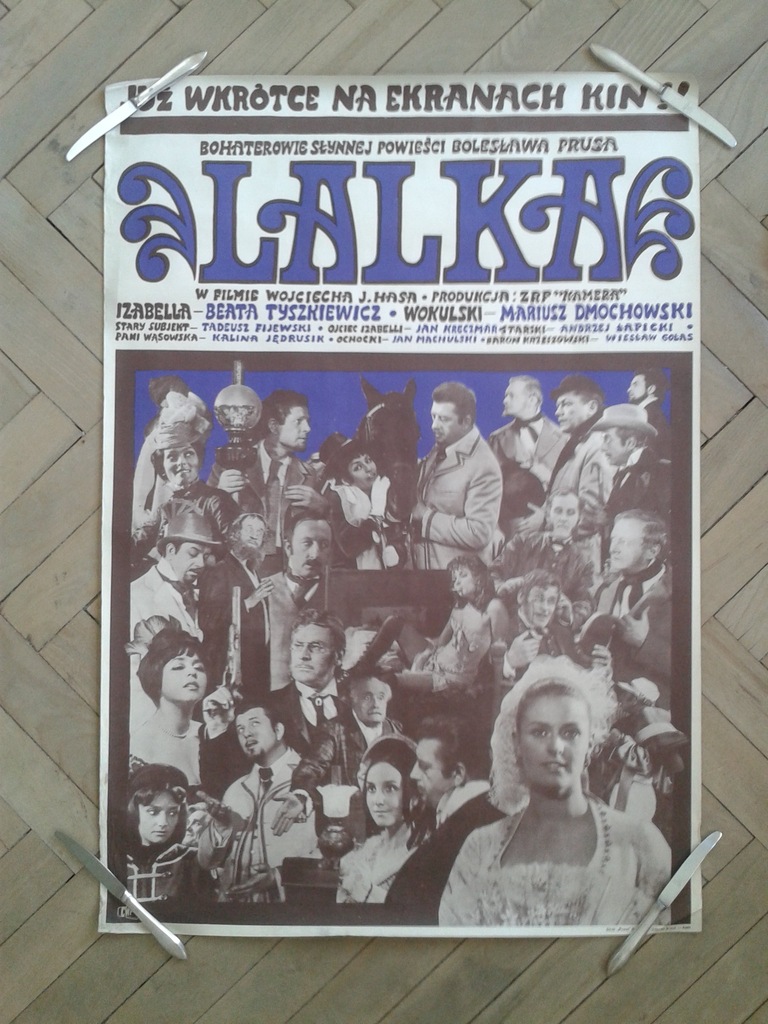 JUŻ WKRÓTCE NA EKRANACH KIN!
BOHATEROWIE SŁYNNEJ POWIEŚCI BOLESŁAWA PRUSA
LALKA
W FILMIE WOJCIECHA J. HASA • PRODUKCJA: ZRF "KAMERA"
IZABELLA – BEATA TYSZKIEWICZ • WOKULSKI – MARIUSZ DMOCHOWSKI
STARY SUBIEKT – TADEUSZ FIJEWSKI • OJCIEC IZABELLI – JAN KRECZMAR • STARSKI – ANDRZEJ ŁAPICKI •
PANI WĄSOWSKA – KALINA JĘDRUSIK • OCHOCKI – JAN MACHULSKI • BARON KRZESZOWSKI – WIESŁAW GOŁAS